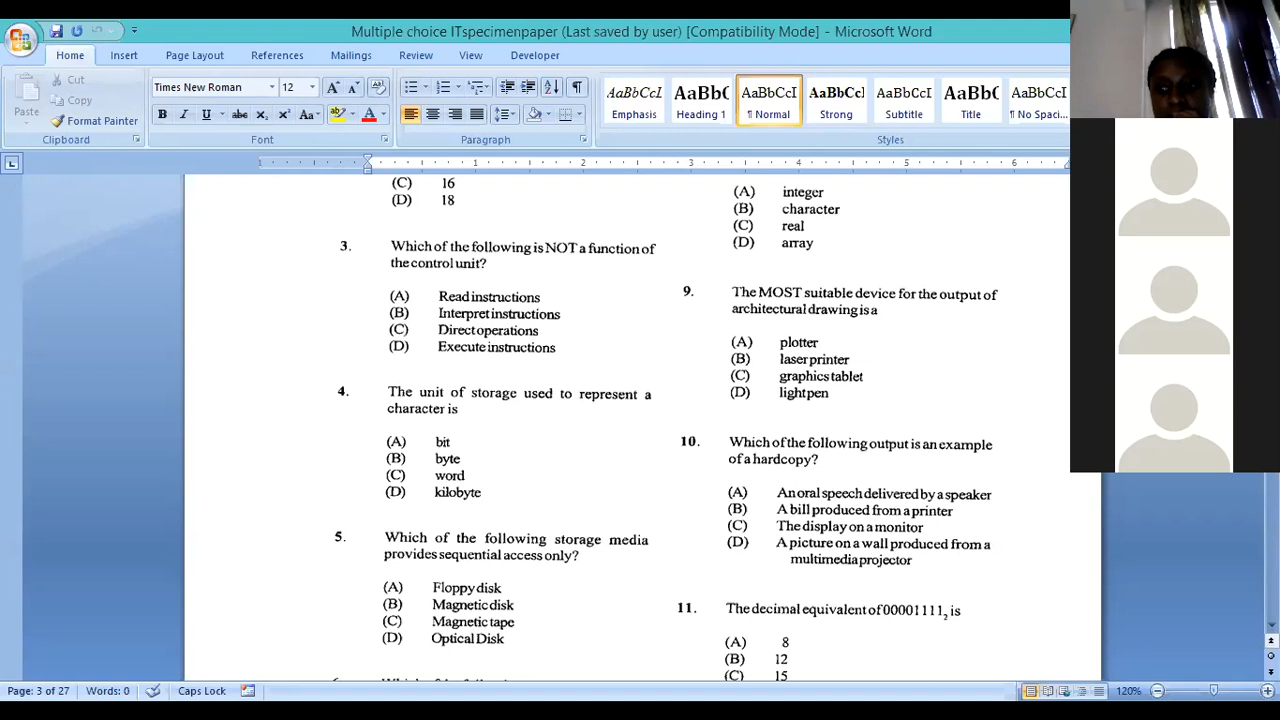 Multiple choice ITspecimenpaper (Last saved by user) [Compatibility Mode] - Microsoft Word
Home Insert Page Layout References Mailings Review View Developer
Cut
Copy
Paste
Format Painter
Clipboard
Times New Roman 12
Font
Paragraph
AaBbCcI AaBbC AaBbCcI AaBbCcl AaBbCcI AaBbC AaBbCcI
Emphasis Heading 1 ¶ Normal Strong Subtitle Title ¶ No Spaci...
Styles
1 2 3 4 5 6
(C) 16
(D) 18
3. Which of the following is NOT a function of
the control unit?
(A) Read instructions
(B) Interpret instructions
(C) Direct operations
(D) Execute instructions
4. The unit of storage used to represent a
character is
(A) bit
(B) byte
(C) word
(D) kilobyte
5. Which of the following storage media
provides sequential access only?
(A) Floppy disk
(B) Magnetic disk
(C) Magnetic tape
(D) Optical Disk
(A) integer
(B) character
(C) real
(D) array
9. The MOST suitable device for the output of
architectural drawing is a
(A) plotter
(B) laser printer
(C) graphics tablet
(D) light pen
10. Which of the following output is an example
of a hardcopy?
(A) An oral speech delivered by a speaker
(B) A bill produced from a printer
(C) The display on a monitor
(D) A picture on a wall produced from a
multimedia projector
11. The decimal equivalent of 00001111₂ is
(A) 8
(B) 12
(C) 15
Page: 3 of 27 Words: 0 Caps Lock 120%